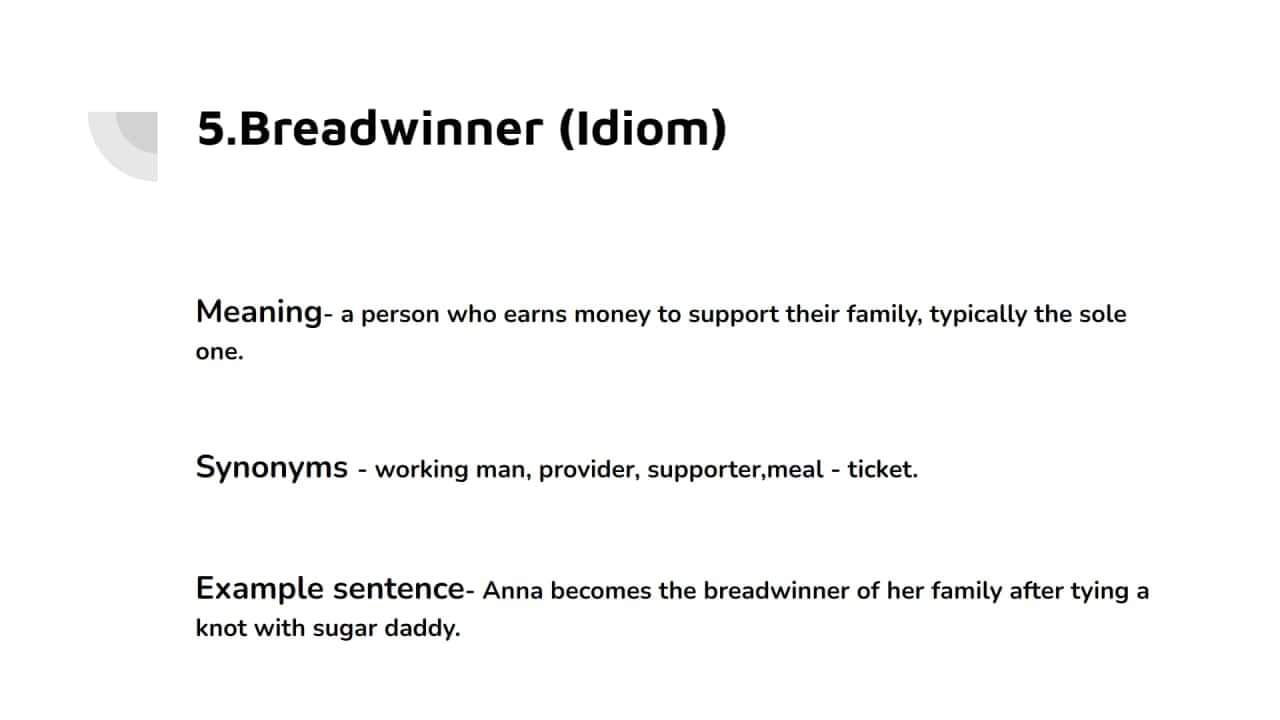 5.Breadwinner (Idiom)
Meaning- a person who earns money to support their family, typically the sole
one.
Synonyms - working man, provider, supporter,meal - ticket.
Example sentence- Anna becomes the breadwinner of her family after tying a
knot with sugar daddy.